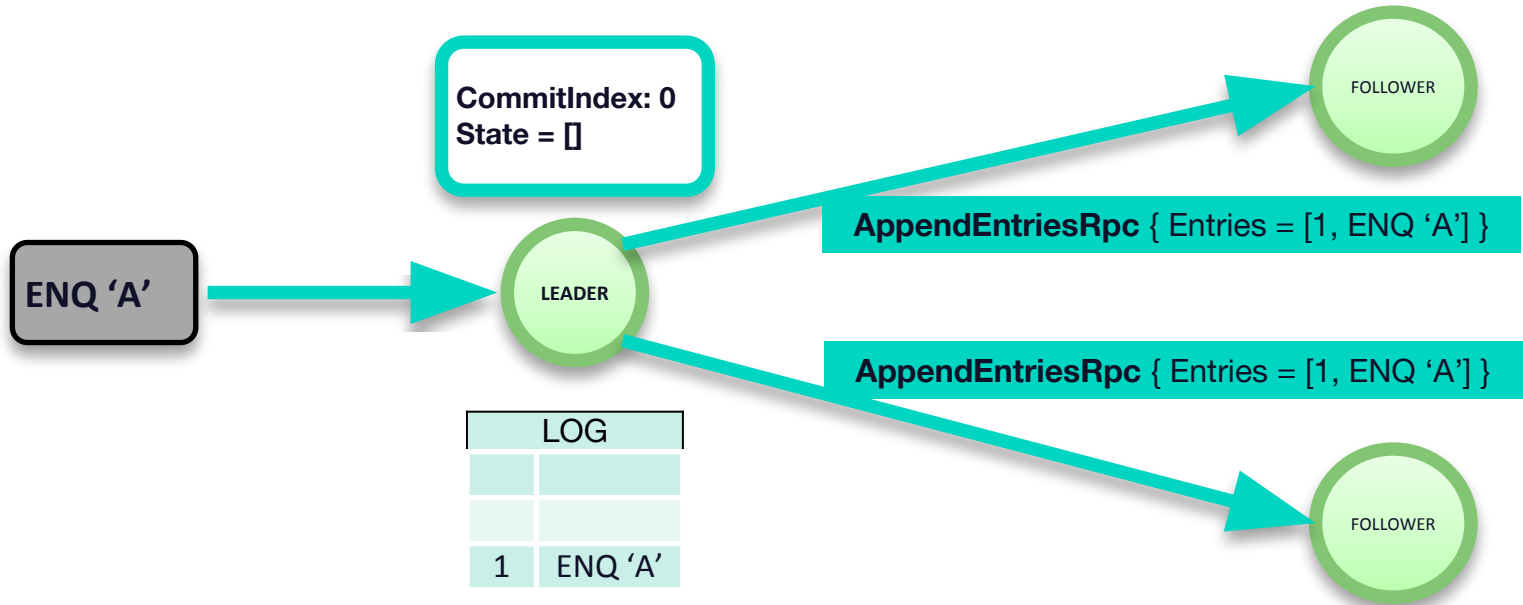 CommitIndex: 0
State = []
FOLLOWER
AppendEntriesRpc { Entries = [1, ENQ ‘A’] }
ENQ ‘A’
LEADER
AppendEntriesRpc { Entries = [1, ENQ ‘A’] }
LOG
1 ENQ ‘A’
FOLLOWER